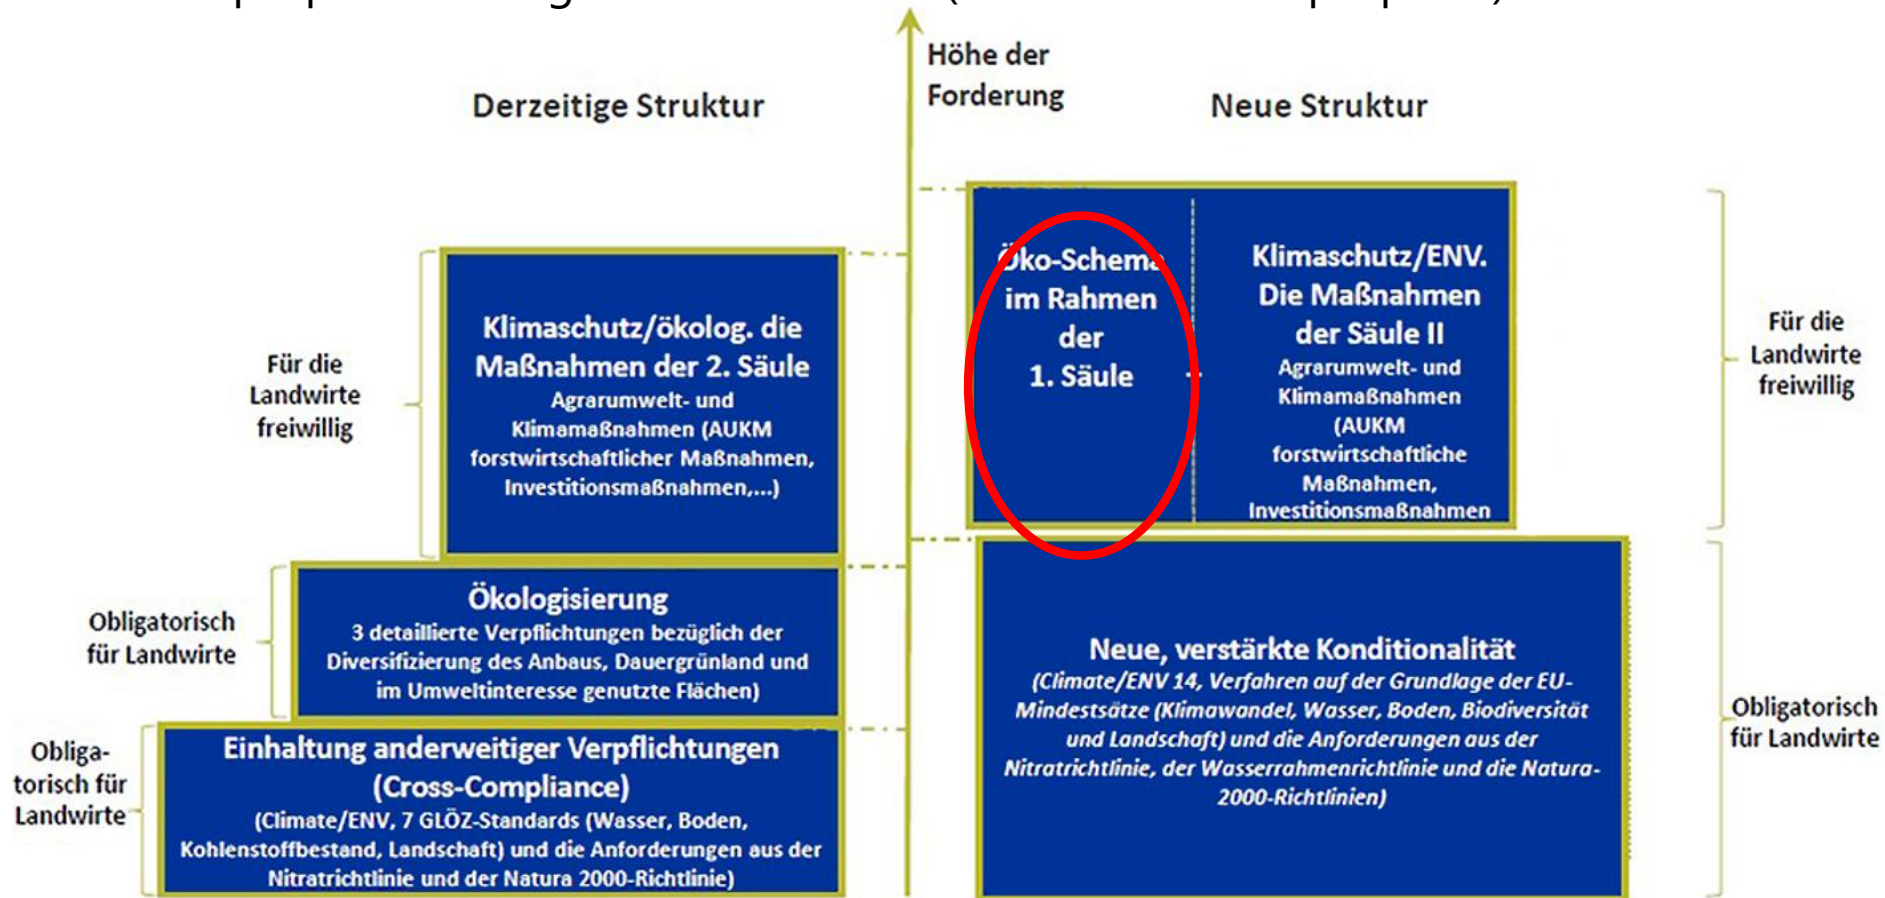 Höhe der
Forderung
Derzeitige Struktur
Neue Struktur
Für die
Landwirte
freiwillig
Klimaschutz/ökolog. die
Maßnahmen der 2. Säule
Agrarumwelt- und
Klimamaßnahmen (AUKM
forstwirtschaftlicher Maßnahmen,
Investitionsmaßnahmen,...)
Obligatorisch
für Landwirte
Ökologisierung
3 detaillierte Verpflichtungen bezüglich der
Diversifizierung des Anbaus, Dauergrünland und
im Umweltinteresse genutzte Flächen)
Obliga-
torisch für
Landwirte
Einhaltung anderweitiger Verpflichtungen
(Cross-Compliance)
(Climate/ENV, 7 GLÖZ-Standards (Wasser, Boden,
Kohlenstoffbestand, Landschaft) und die Anforderungen aus der
Nitratrichtlinie und der Natura 2000-Richtlinie)
Öko-Schema
im Rahmen
der
1. Säule
Klimaschutz/ENV.
Die Maßnahmen
der Säule II
Agrarumwelt- und
Klimamaßnahmen
(AUKM
forstwirtschaftliche
Maßnahmen,
Investitionsmaßnahmen
Für die
Landwirte
freiwillig
Neue, verstärkte Konditionalität
(Climate/ENV 14, Verfahren auf der Grundlage der EU-
Mindestsätze (Klimawandel, Wasser, Boden, Biodiversität
und Landschaft) und die Anforderungen aus der
Nitratrichtlinie, der Wasserrahmenrichtlinie und die Natura-
2000-Richtlinien)
Obligatorisch
für Landwirte